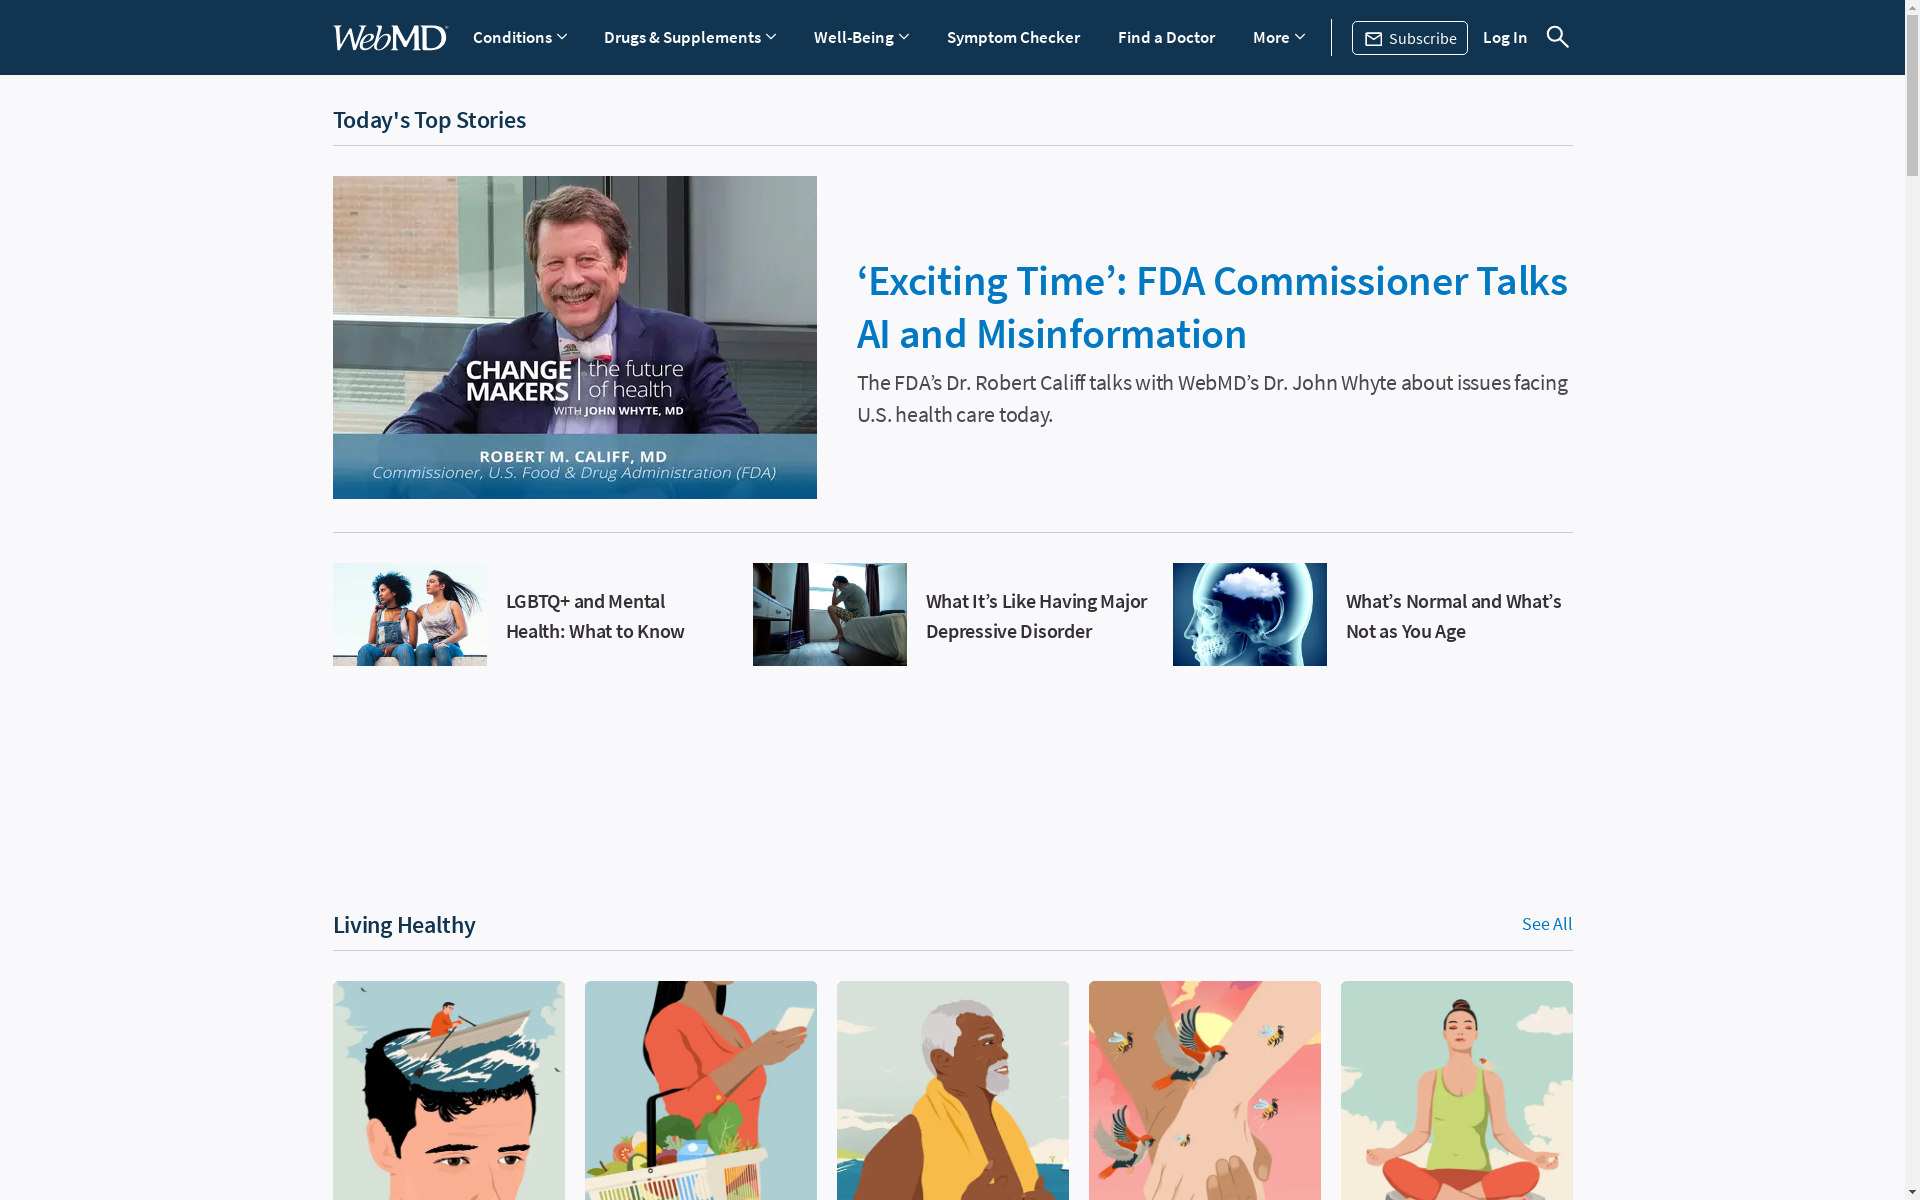 WebMD
Conditions
Drugs & Supplements
Well-Being
Symptom Checker
Find a Doctor
More
Subscribe
Log In
Today's Top Stories
CHANGE MAKERS | the future of health
WITH JOHN WHYTE, MD
ROBERT M. CALIFF, MD
Commissioner, U.S. Food & Drug Administration (FDA)
‘Exciting Time’: FDA Commissioner Talks
AI and Misinformation
The FDA’s Dr. Robert Califf talks with WebMD’s Dr. John Whyte about issues facing
U.S. health care today.
LGBTQ+ and Mental
Health: What to Know
What It’s Like Having Major
Depressive Disorder
What’s Normal and What’s
Not as You Age
Living Healthy
See All